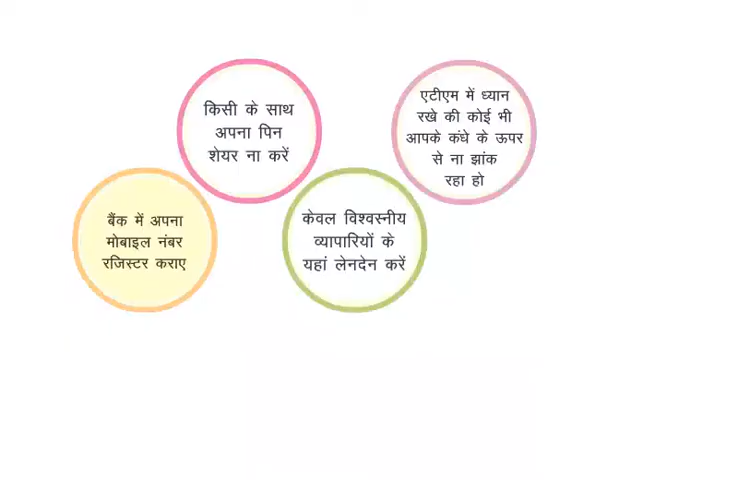 बैंक में अपना
मोबाइल नंबर
रजिस्टर कराए
किसी के साथ
अपना पिन
शेयर ना करें
केवल विश्वस्नीय
व्यापारियों के
यहां लेनदेन करें
एटीएम में ध्यान
रखे की कोई भी
आपके कंधे के ऊपर
से ना झांक
रहा हो